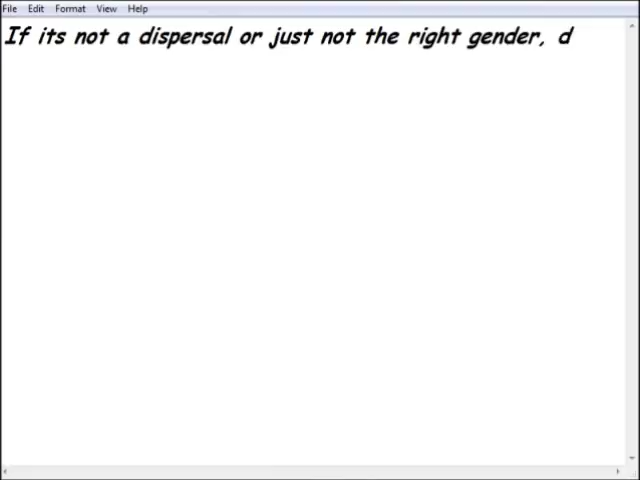 File Edit Format View Help
If its not a dispersal or just not the right gender, d